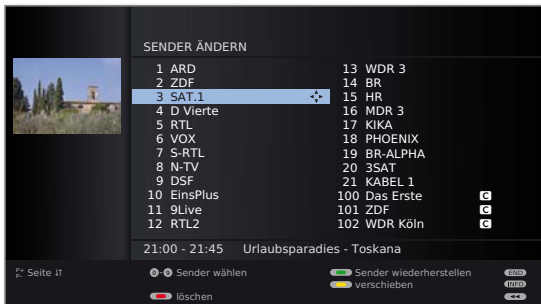 SENDER ÄNDERN
1 ARD
2 ZDF
3 SAT.1
4 D Vierte
5 RTL
6 VOX
7 S-RTL
8 N-TV
9 DSF
10 EinsPlus
11 9Live
12 RTL2
13 WDR 3
14 BR
15 HR
16 MDR 3
17 KIKA
18 PHOENIX
19 BR-ALPHA
20 3SAT
21 KABEL 1
100 Das Erste C
101 ZDF C
102 WDR Köln C
21:00 - 21:45 Urlaubsparadies - Toskana
P+ P- Seite
0-9 Sender wählen
löschen
Sender wiederherstellen
verschieben
END
INFO